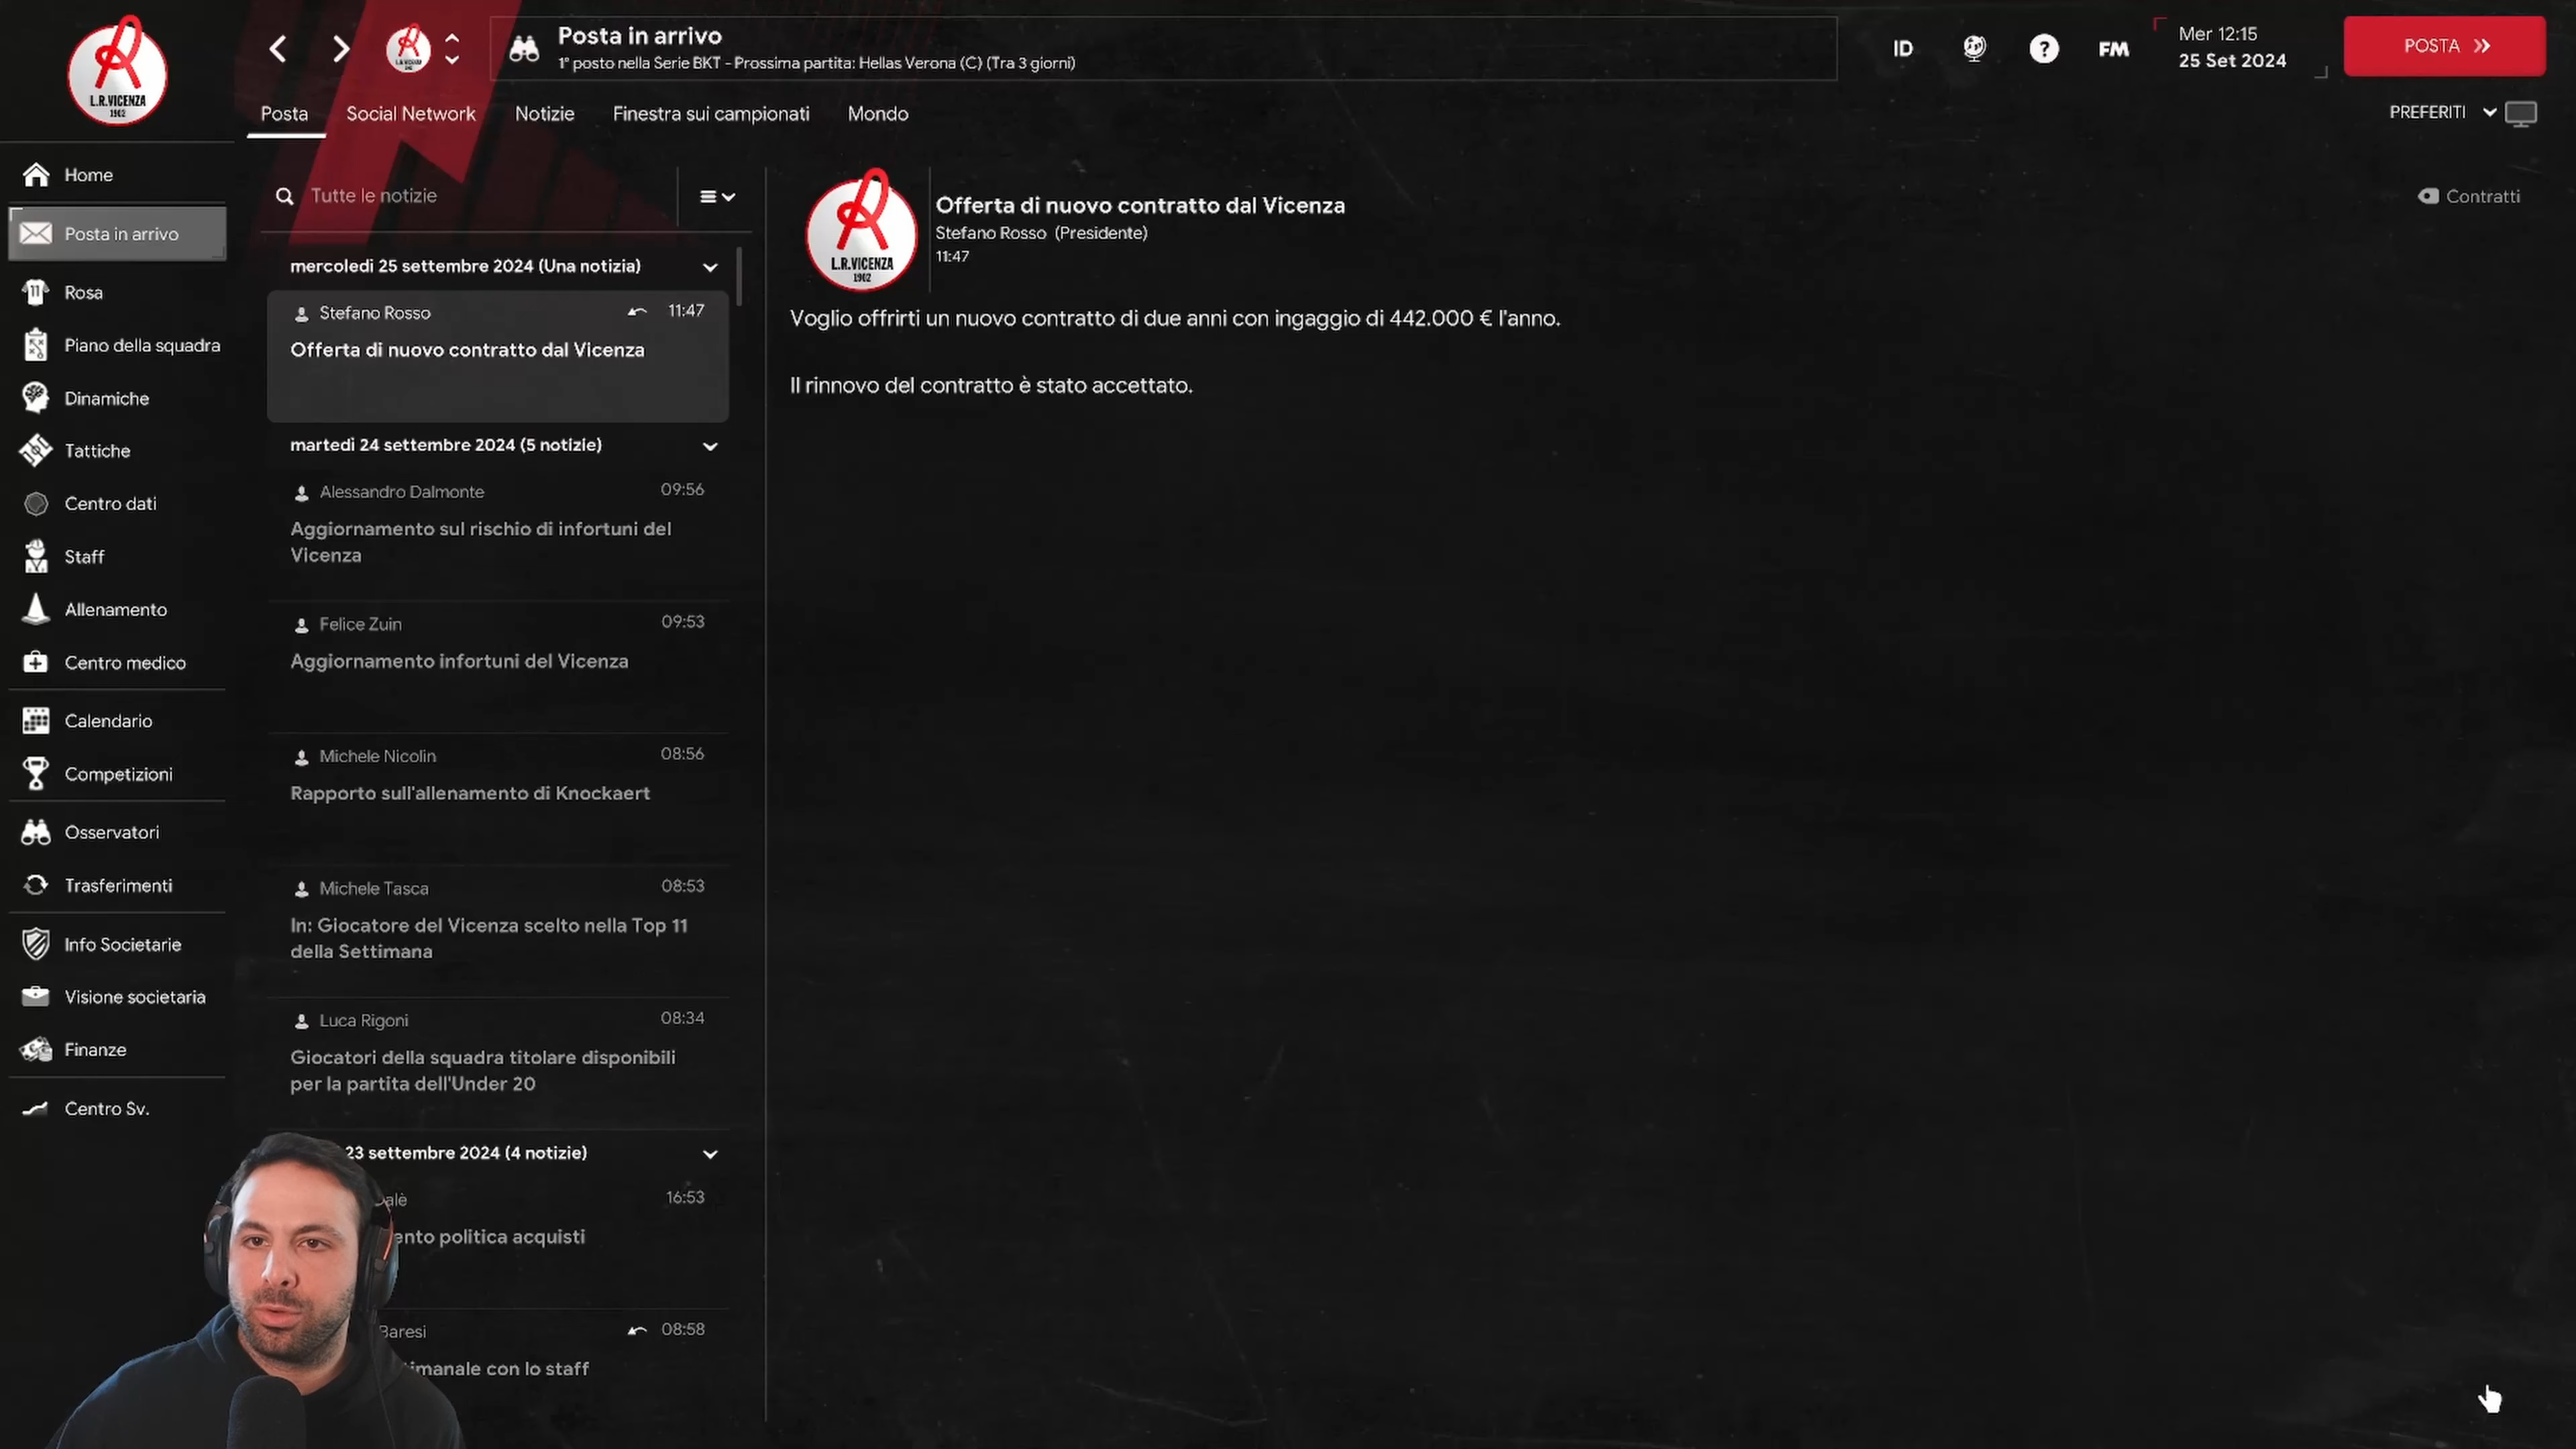 L.R.VICENZA
1902
Posta in arrivo
1° posto nella Serie BKT - Prossima partita: Hellas Verona (C) (Tra 3 giorni)
ID
?
FM
Mer 12:15
25 Set 2024
POSTA
Posta
Social Network
Notizie
Finestra sui campionati
Mondo
PREFERITI
Home
Posta in arrivo
Rosa
Piano della squadra
Dinamiche
Tattiche
Centro dati
Staff
Allenamento
Centro medico
Calendario
Competizioni
Osservatori
Trasferimenti
Info Societarie
Visione societaria
Finanze
Centro Sv.
Tutte le notizie
mercoledì 25 settembre 2024 (Una notizia)
Stefano Rosso
11:47
Offerta di nuovo contratto dal Vicenza
martedì 24 settembre 2024 (5 notizie)
Alessandro Dalmonte
09:56
Aggiornamento sul rischio di infortuni del
Vicenza
Felice Zuin
09:53
Aggiornamento infortuni del Vicenza
Michele Nicolin
08:56
Rapporto sull'allenamento di Knockaert
Michele Tasca
08:53
In: Giocatore del Vicenza scelto nella Top 11
della Settimana
Luca Rigoni
08:34
Giocatori della squadra titolare disponibili
per la partita dell'Under 20
23 settembre 2024 (4 notizie)
16:53
politica acquisti
Baresi
08:58
con lo staff
L.R.VICENZA
1902
Offerta di nuovo contratto dal Vicenza
Stefano Rosso (Presidente)
11:47
Contratti
Voglio offrirti un nuovo contratto di due anni con ingaggio di 442.000 € l'anno.
Il rinnovo del contratto è stato accettato.